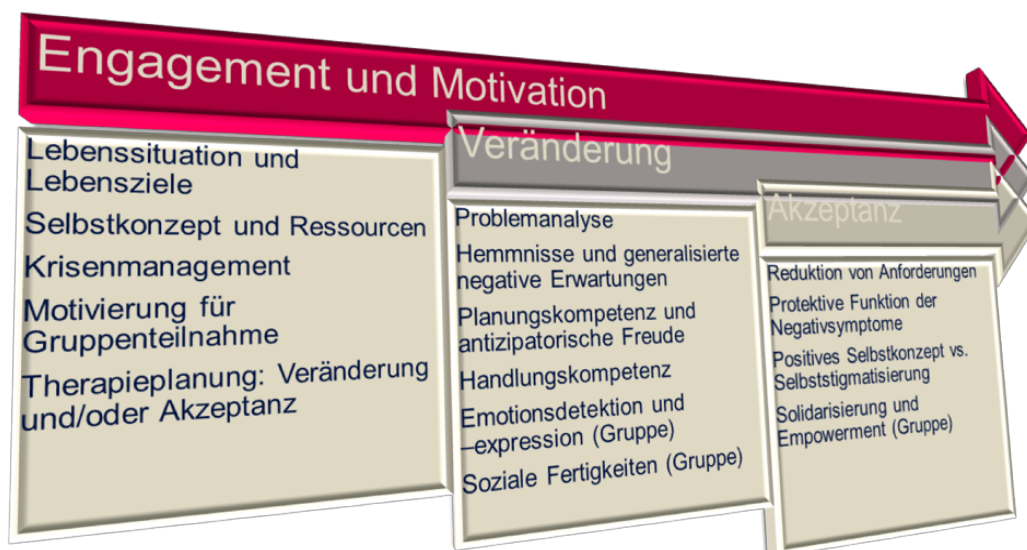 Engagement und Motivation
Lebenssituation und
Lebensziele
Selbstkonzept und Ressourcen
Krisenmanagement
Motivierung für
Gruppenteilnahme
Therapieplanung: Veränderung
und/oder Akzeptanz
Veränderung
Problemanalyse
Hemmnisse und generalisierte
negative Erwartungen
Planungskompetenz und
antizipatorische Freude
Handlungskompetenz
Emotionsdetektion und
–expression (Gruppe)
Soziale Fertigkeiten (Gruppe)
Akzeptanz
Reduktion von Anforderungen
Protektive Funktion der
Negativsymptome
Positives Selbstkonzept vs.
Selbststigmatisierung
Solidarisierung und
Empowerment (Gruppe)